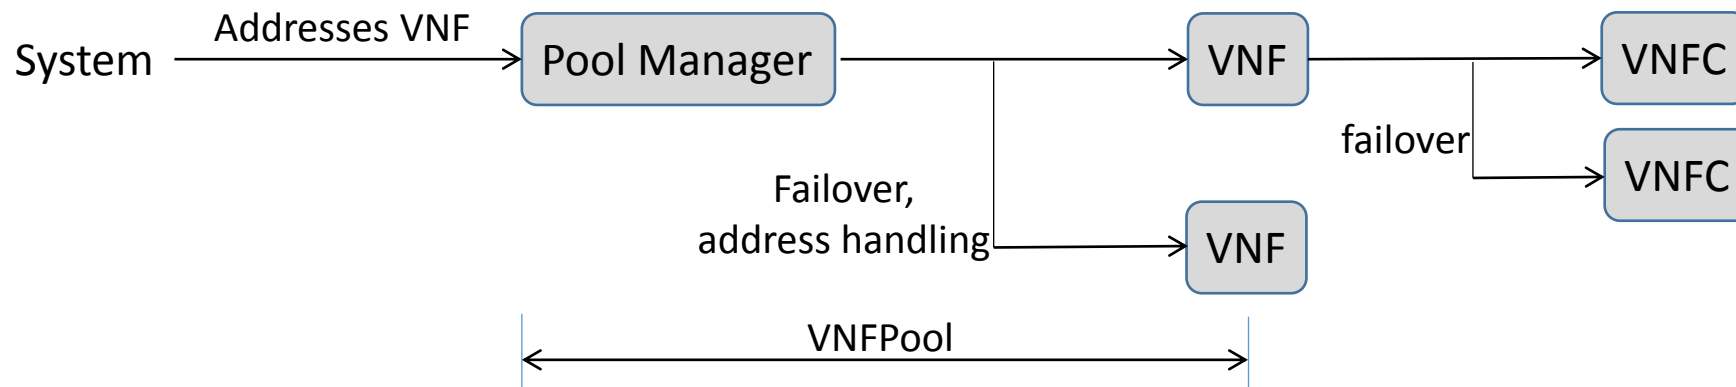 Addresses VNF
System
Pool Manager
VNF
VNFC
failover
VNFC
Failover,
address handling
VNF
VNFPool